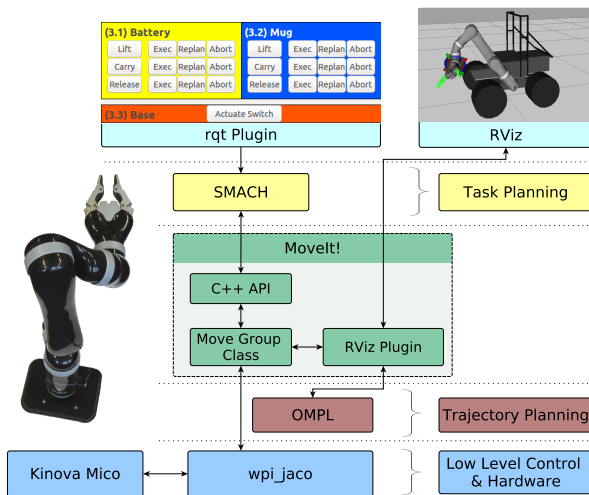 (3.1) Battery
Lift Exec Replan Abort
Carry Exec Replan Abort
Release Exec Replan Abort
(3.2) Mug
Lift Exec Replan Abort
Carry Exec Replan Abort
Release Exec Replan Abort
(3.3) Base Actuate Switch
rqt Plugin
RViz
SMACH
Task Planning
MoveIt!
C++ API
Move Group
Class
RViz Plugin
OMPL
Trajectory Planning
Kinova Mico
wpi_jaco
Low Level Control
& Hardware